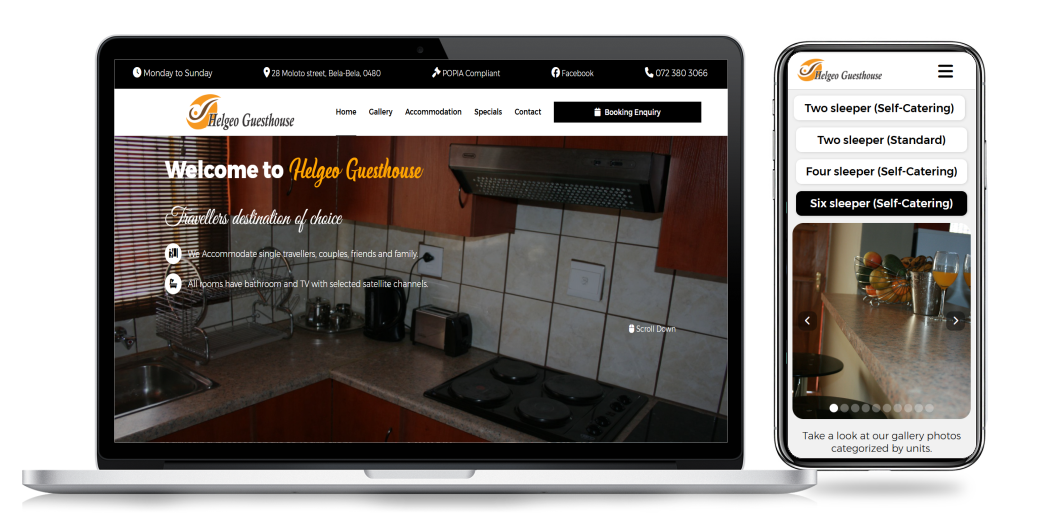 Monday to Sunday
28 Moloto street, Bela-Bela, 0480
POPIA Compliant
Facebook
072 380 3066
Helgeo Guesthouse
Home
Gallery
Accommodation
Specials
Contact
Booking Enquiry
Welcome to Helgeo Guesthouse
Travellers destination of choice
We Accommodate single travellers, couples, friends and family.
All rooms have bathroom and TV with selected satellite channels.
Scroll Down
Helgeo Guesthouse
Two sleeper (Self-Catering)
Two sleeper (Standard)
Four sleeper (Self-Catering)
Six sleeper (Self-Catering)
Take a look at our gallery photos
categorized by units.